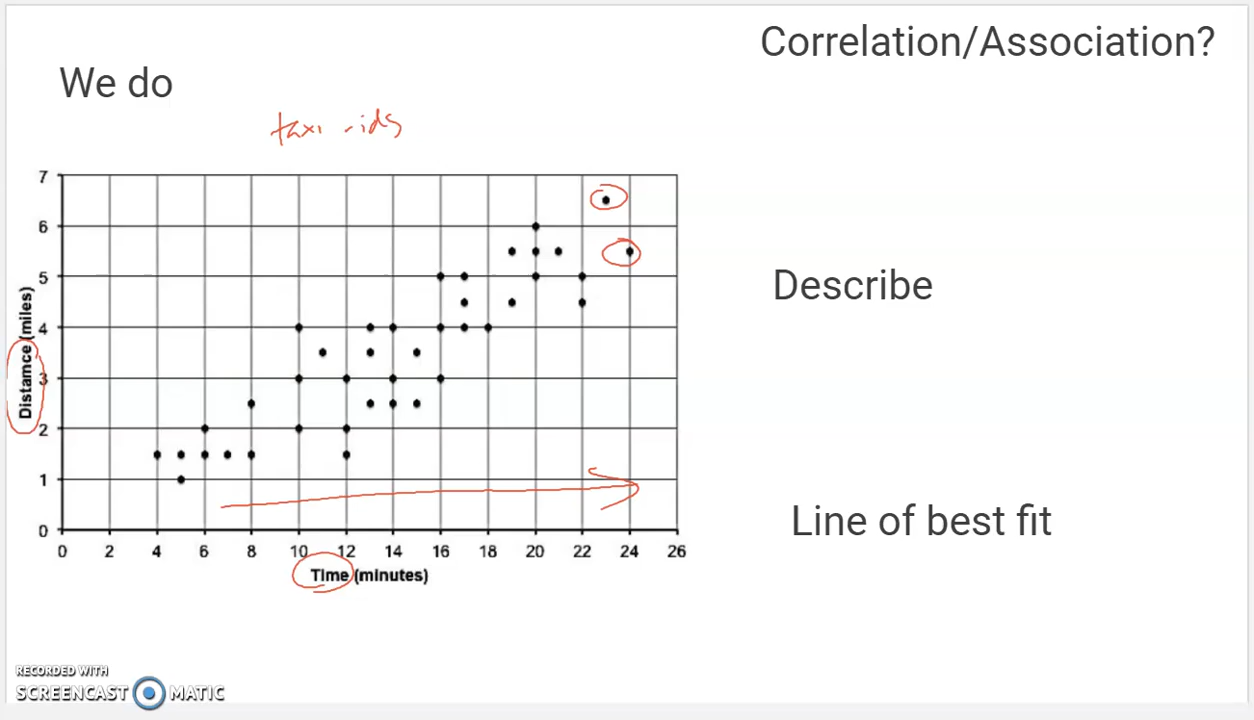 Correlation/Association?
We do
taxi rids
7
6
5
4
3
2
1
0
Distamce (miles)
0 2 4 6 8 10 12 14 16 18 20 22 24 26
Time (minutes)
Describe
Line of best fit
RECORDED WITH
SCREENCAST MATIC